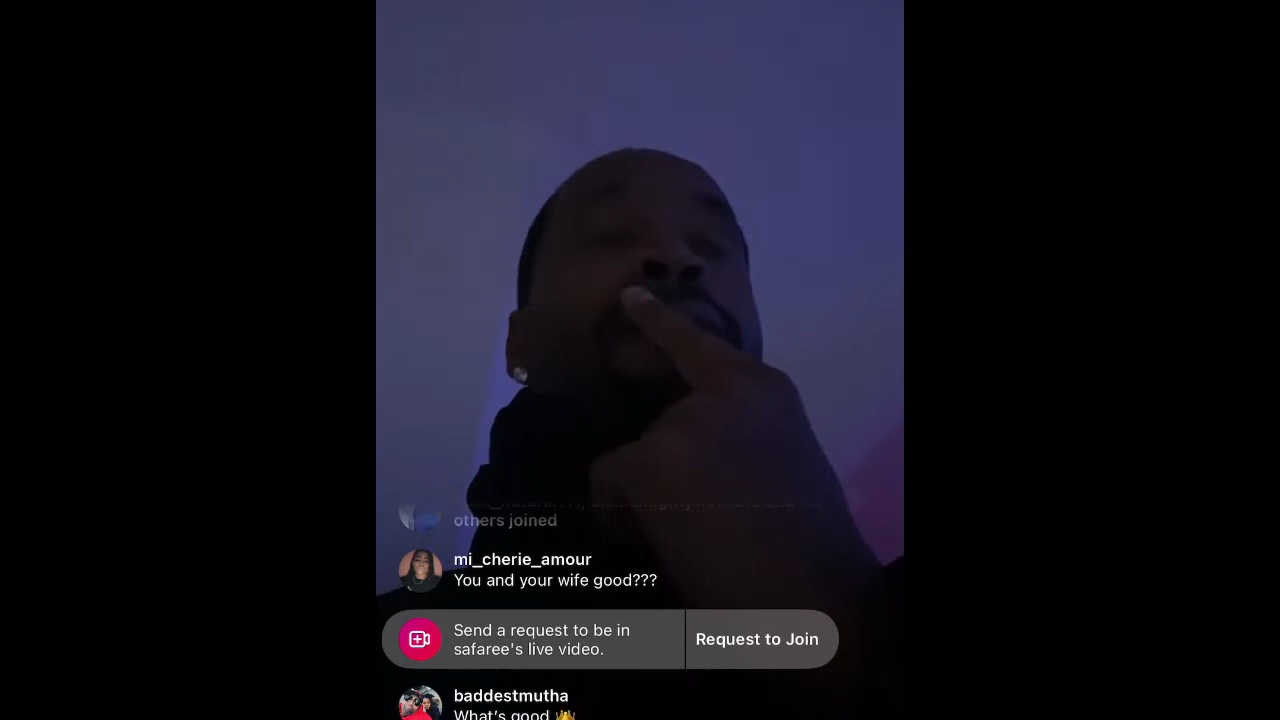 others joined
mi_cherie_amour
You and your wife good???
Send a request to be in
safaree's live video.
Request to Join
baddestmutha
What's good 👑